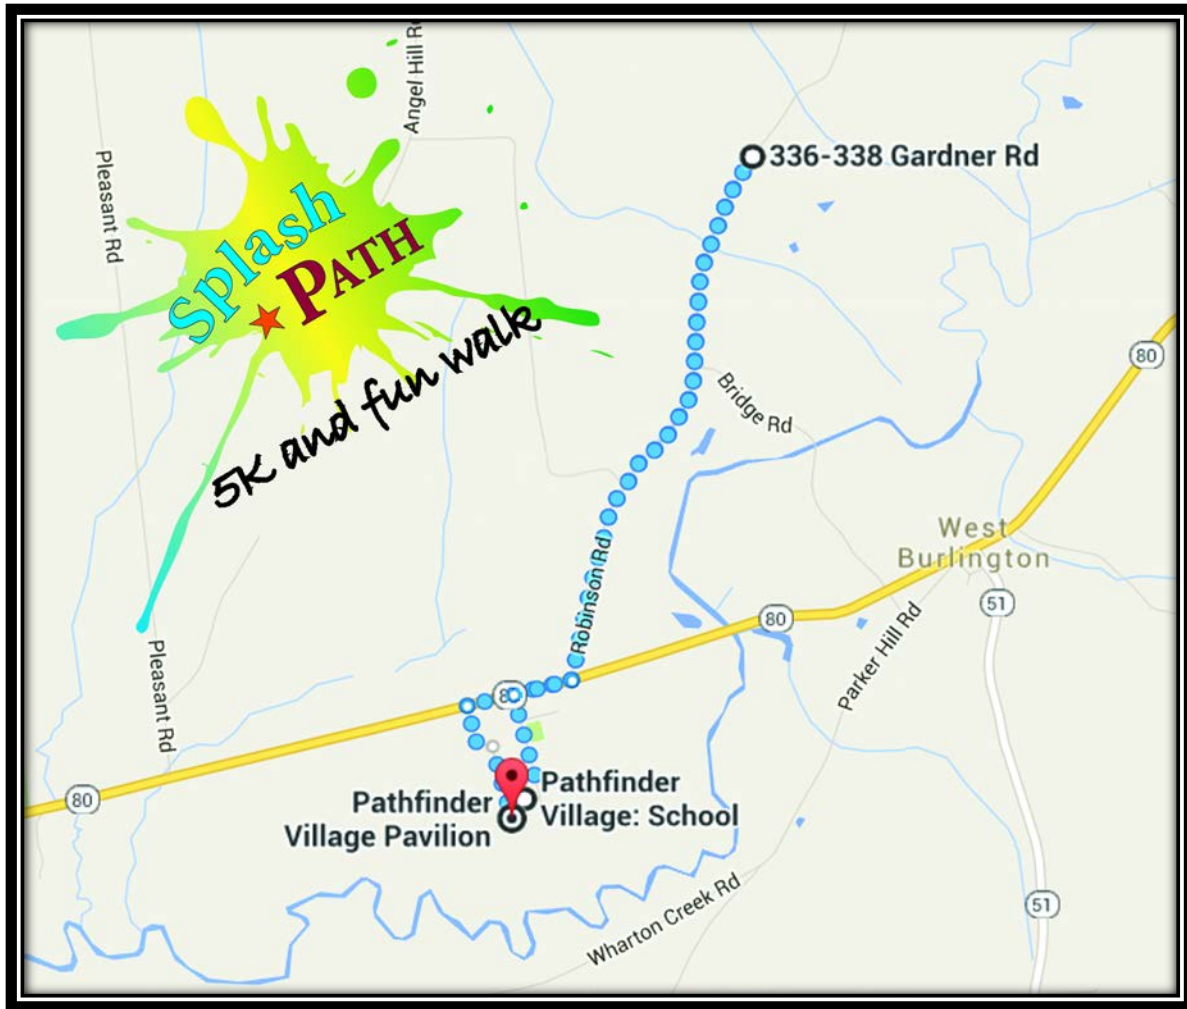 Angel Hill R
Pleasant Rd
336-338 Gardner Rd
Splash
PATH
5K and fun walk
80
Bridge Rd
West
Burlington
Robinson Rd
51
80
Parker Hill Rd
Pleasant Rd
80
Pathfinder
Village: School
Pathfinder
Village Pavilion
80
Wharton Creek Rd
51